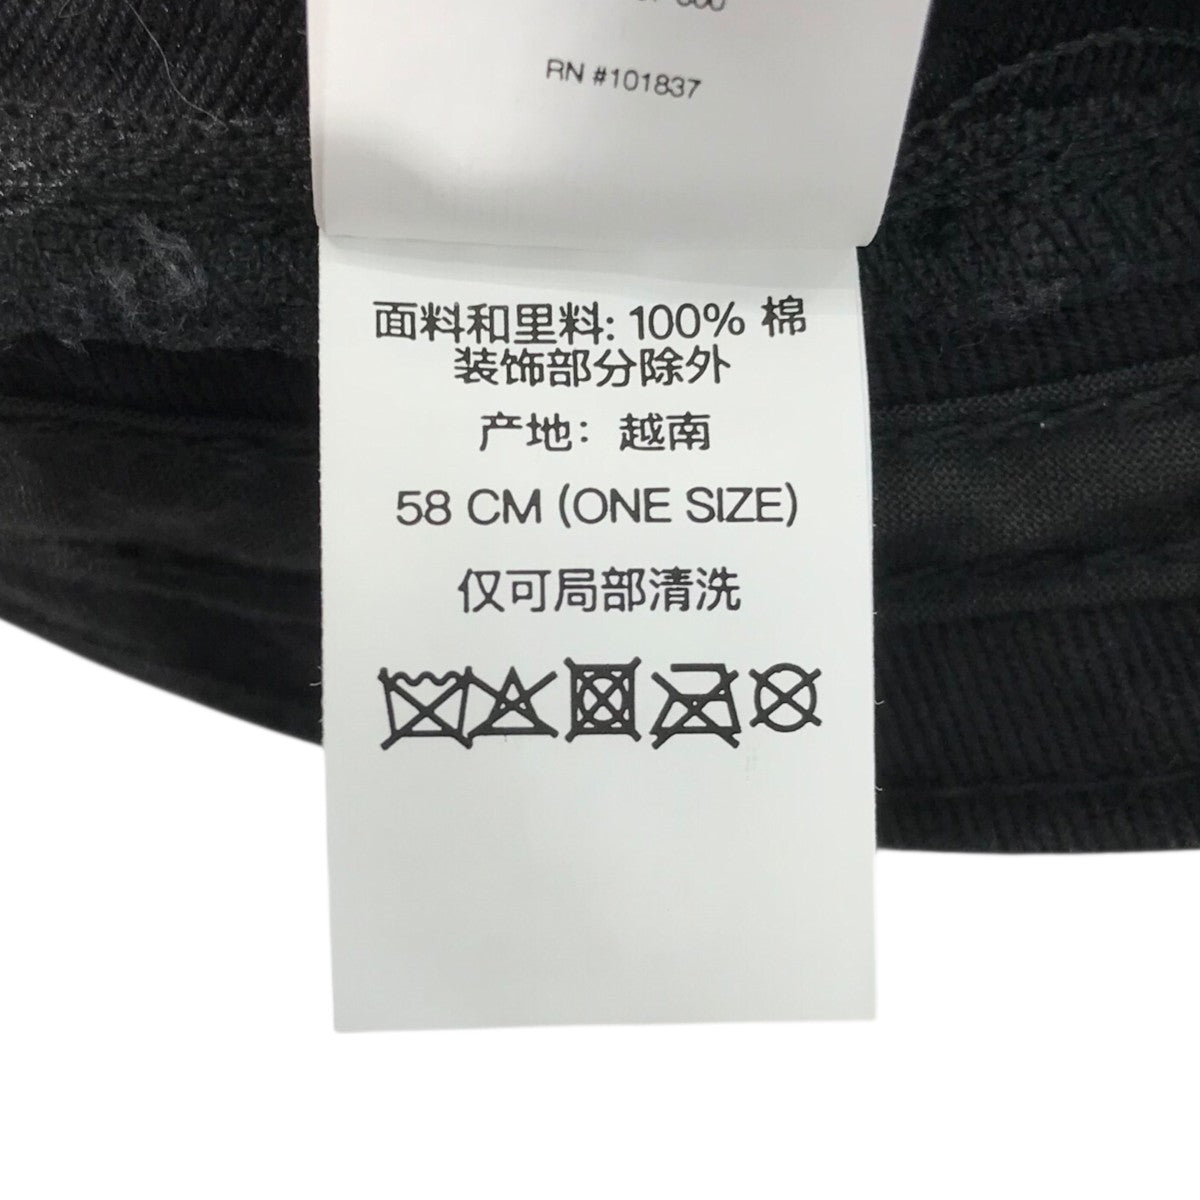 RN #101837
面料和里料: 100% 棉
装饰部分除外
产地: 越南
58 CM (ONE SIZE)
仅可局部清洗